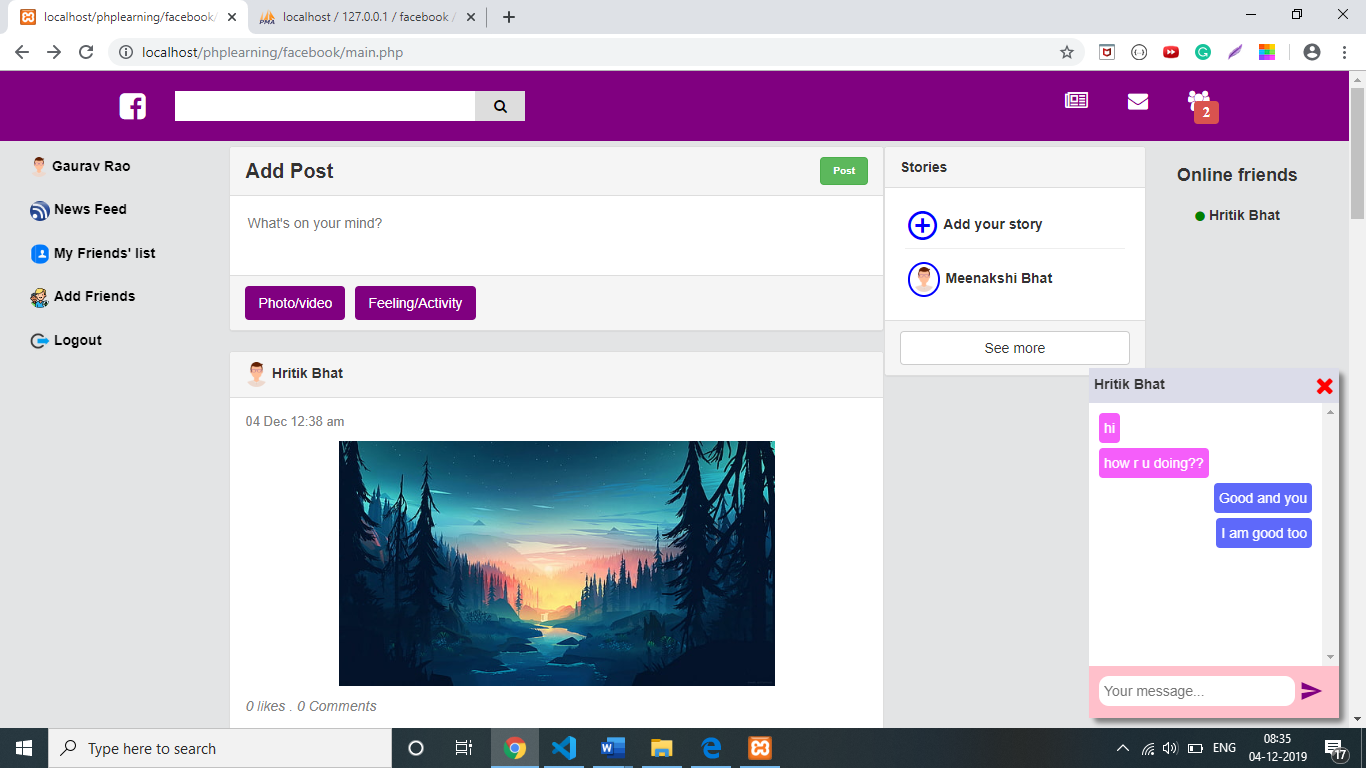 localhost/phplearning/facebook/
localhost / 127.0.0.1 / facebook /
localhost/phplearning/facebook/main.php
2
Gaurav Rao
News Feed
My Friends' list
Add Friends
Logout
Add Post
Post
What's on your mind?
Photo/video
Feeling/Activity
Hritik Bhat
04 Dec 12:38 am
0 likes . 0 Comments
Stories
Add your story
Meenakshi Bhat
See more
Online friends
Hritik Bhat
Hritik Bhat
hi
how r u doing??
Good and you
I am good too
Your message...
Type here to search
ENG
08:35
04-12-2019
17